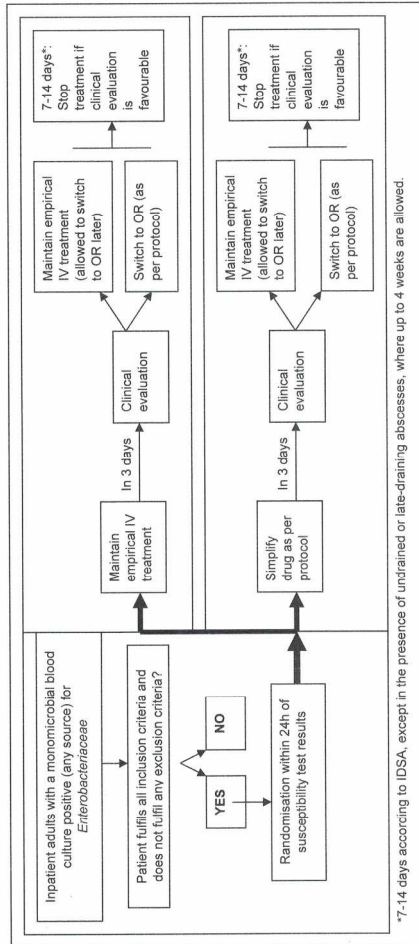 Inpatient adults with a monomicrobial blood
culture positive (any source) for
Enterobacteriaceae
Patient fulfils all inclusion criteria and
does not fulfil any exclusion criteria?
YES
NO
Randomisation within 24h of
susceptibility test results
Maintain
empirical IV
treatment
In 3 days
Clinical
evaluation
Maintain empirical
IV treatment
(allowed to switch
to OR later)
Switch to OR (as
per protocol)
7-14 days*:
Stop
treatment if
clinical
evaluation
is
favourable
Simplify
drug as per
protocol
In 3 days
Clinical
evaluation
Maintain empirical
IV treatment
(allowed to switch
to OR later)
Switch to OR (as
per protocol)
7-14 days*:
Stop
treatment if
clinical
evaluation
is
favourable
*7-14 days according to IDSA, except in the presence of undrained or late-draining abscesses, where up to 4 weeks are allowed.